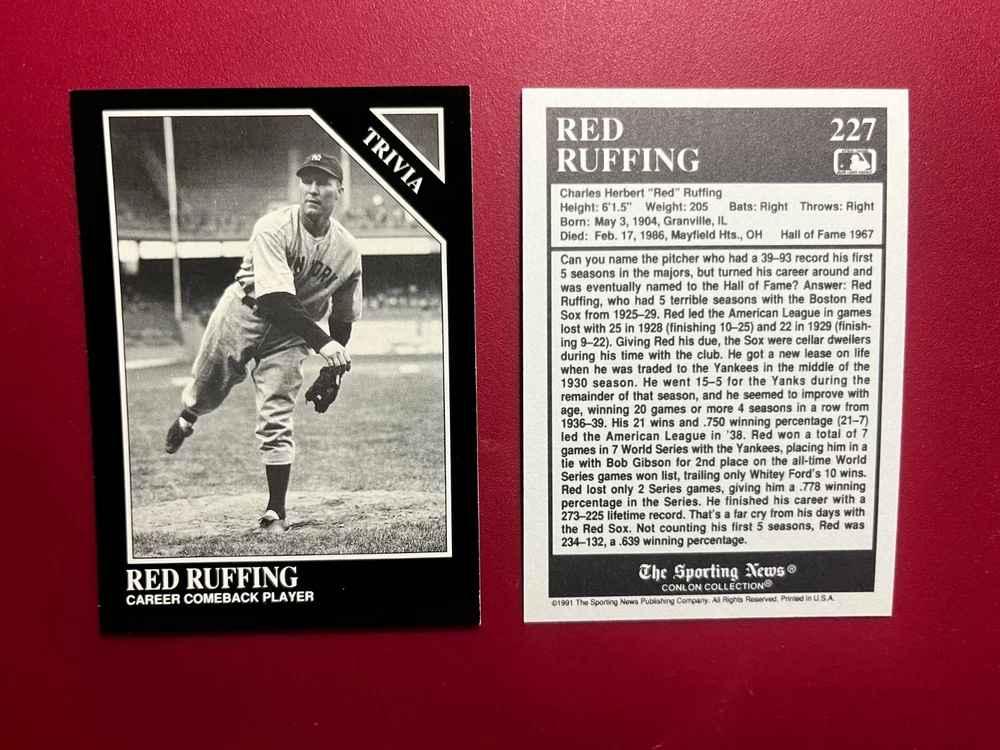 TRIVIA
NY
RED RUFFING
CAREER COMEBACK PLAYER
RED
RUFFING
227
Charles Herbert "Red" Ruffing
Height: 6'1.5" Weight: 205 Bats: Right Throws: Right
Born: May 3, 1904, Granville, IL
Died: Feb. 17, 1986, Mayfield Hts., OH Hall of Fame 1967
Can you name the pitcher who had a 39–93 record his first
5 seasons in the majors, but turned his career around and
was eventually named to the Hall of Fame? Answer: Red
Ruffing, who had 5 terrible seasons with the Boston Red
Sox from 1925–29. Red led the American League in games
lost with 25 in 1928 (finishing 10–25) and 22 in 1929 (finish-
ing 9–22). Giving Red his due, the Sox were cellar dwellers
during his time with the club. He got a new lease on life
when he was traded to the Yankees in the middle of the
1930 season. He went 15–5 for the Yanks during the
remainder of that season, and he seemed to improve with
age, winning 20 games or more 4 seasons in a row from
1936–39. His 21 wins and .750 winning percentage (21–7)
led the American League in '38. Red won a total of 7
games in 7 World Series with the Yankees, placing him in a
tie with Bob Gibson for 2nd place on the all-time World
Series games won list, trailing only Whitey Ford's 10 wins.
Red lost only 2 Series games, giving him a .778 winning
percentage in the Series. He finished his career with a
273–225 lifetime record. That's a far cry from his days with
the Red Sox. Not counting his first 5 seasons, Red was
234–132, a .639 winning percentage.
The Sporting News®
CONLON COLLECTION®
©1991 The Sporting News Publishing Company. All Rights Reserved. Printed in U.S.A.